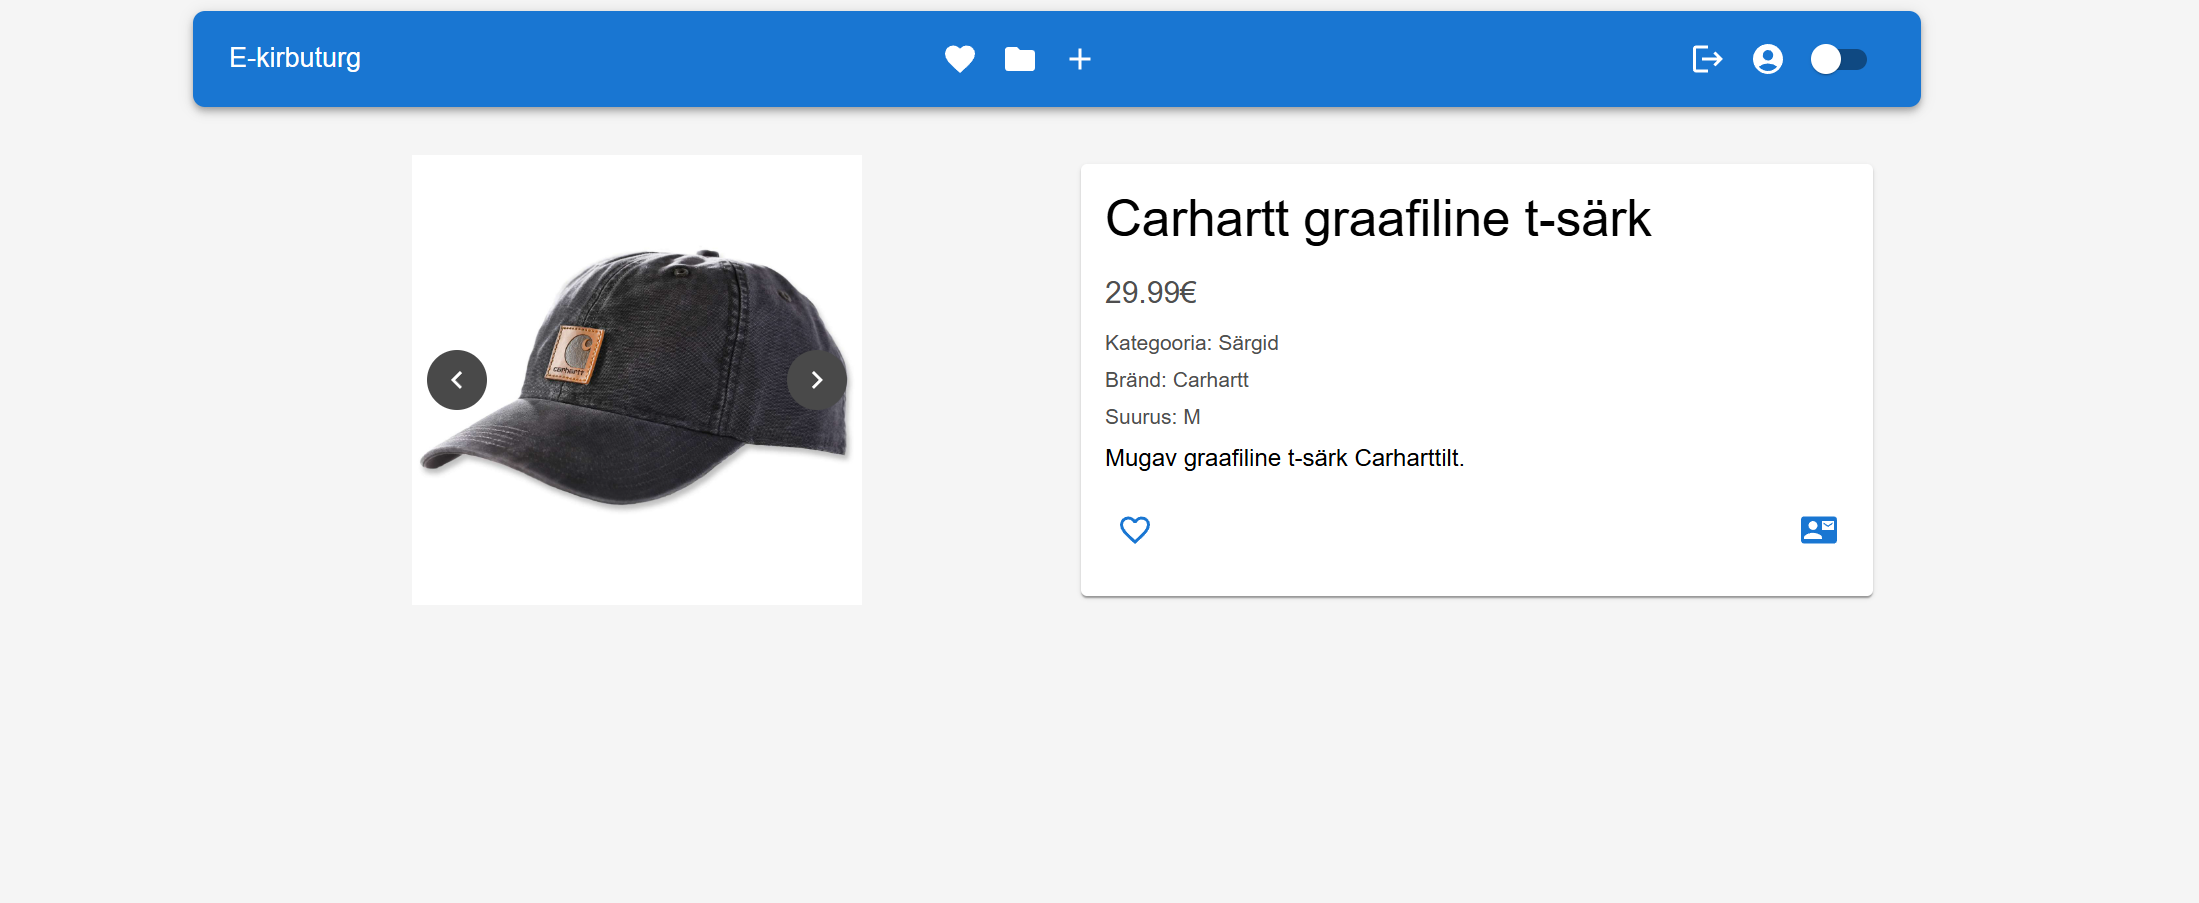 E-kirbuturg
carhartt
Carhartt graafiline t-särk
29.99€
Kategooria: Särgid
Bränd: Carhartt
Suurus: M
Mugav graafiline t-särk Carharttilt.